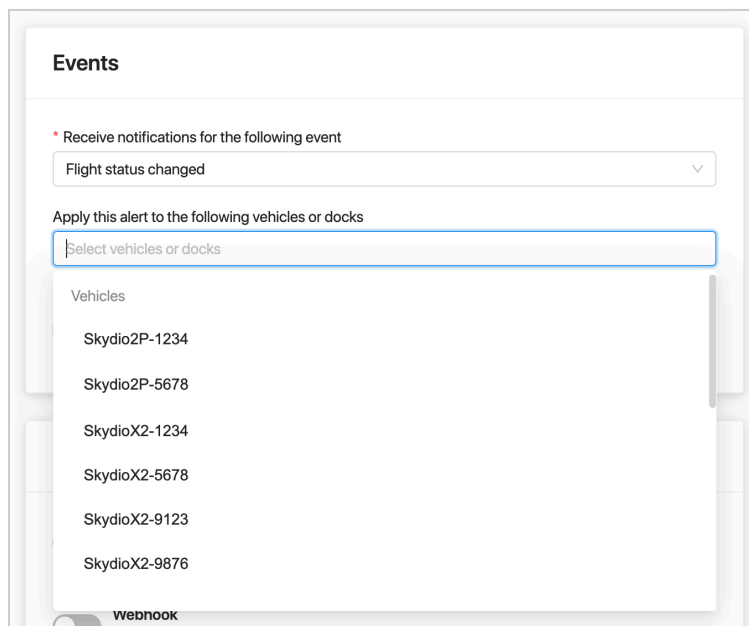 Events
* Receive notifications for the following event
Flight status changed
Apply this alert to the following vehicles or docks
Select vehicles or docks
Vehicles
Skydio2P-1234
Skydio2P-5678
SkydioX2-1234
SkydioX2-5678
SkydioX2-9123
SkydioX2-9876
Webhook